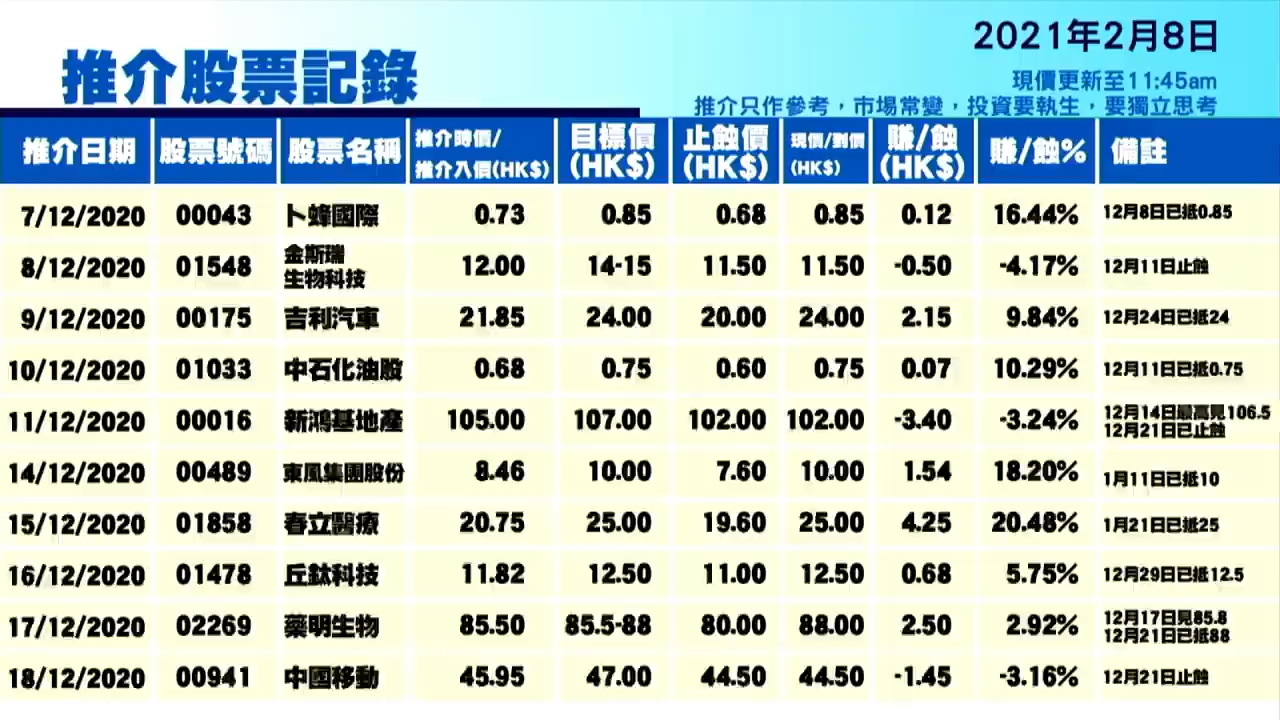 2021年2月8日
推介股票記錄
現價更新至11:45am
推介只作參考，市場常變，投資要執生，要獨立思考
推介日期 股票號碼 股票名稱 推介時價/推介入價(HK$) 目標價(HK$) 止蝕價(HK$) 現價/到價(HK$) 賺/蝕(HK$) 賺/蝕% 備註
7/12/2020 00043 卜蜂國際 0.73 0.85 0.68 0.85 0.12 16.44% 12月8日已抵0.85
8/12/2020 01548 金斯瑞生物科技 12.00 14-15 11.50 11.50 -0.50 -4.17% 12月11日止蝕
9/12/2020 00175 吉利汽車 21.85 24.00 20.00 24.00 2.15 9.84% 12月24日已抵24
10/12/2020 01033 中石化油股 0.68 0.75 0.60 0.75 0.07 10.29% 12月11日已抵0.75
11/12/2020 00016 新鴻基地產 105.00 107.00 102.00 102.00 -3.40 -3.24% 12月14日最高見106.5 12月21日已止蝕
14/12/2020 00489 東風集團股份 8.46 10.00 7.60 10.00 1.54 18.20% 1月11日已抵10
15/12/2020 01858 春立醫療 20.75 25.00 19.60 25.00 4.25 20.48% 1月21日已抵25
16/12/2020 01478 丘鈦科技 11.82 12.50 11.00 12.50 0.68 5.75% 12月29日已抵12.5
17/12/2020 02269 藥明生物 85.50 85.5-88 80.00 88.00 2.50 2.92% 12月17日見85.8 12月21日已抵88
18/12/2020 00941 中國移動 45.95 47.00 44.50 44.50 -1.45 -3.16% 12月21日止蝕